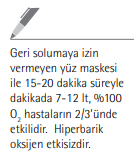 Geri solumaya izin
vermeyen yüz maskesi
ile 15-20 dakika süreyle
dakikada 7-12 lt, %100
O₂ hastaların 2/3'ünde
etkilidir. Hiperbarik
oksijen etkisizdir.